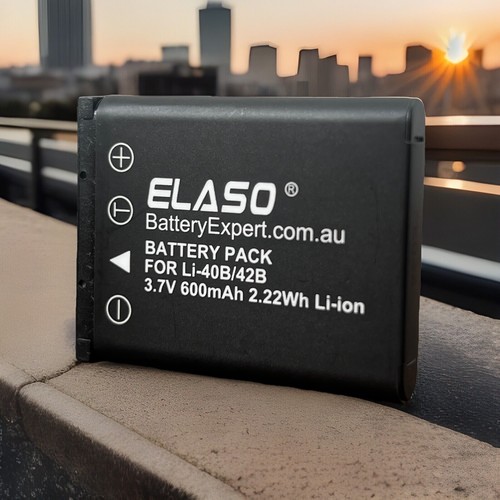 ELASO®
BatteryExpert.com.au
BATTERY PACK
FOR Li-40B/42B
3.7V 600mAh 2.22Wh Li-ion
+
T
-